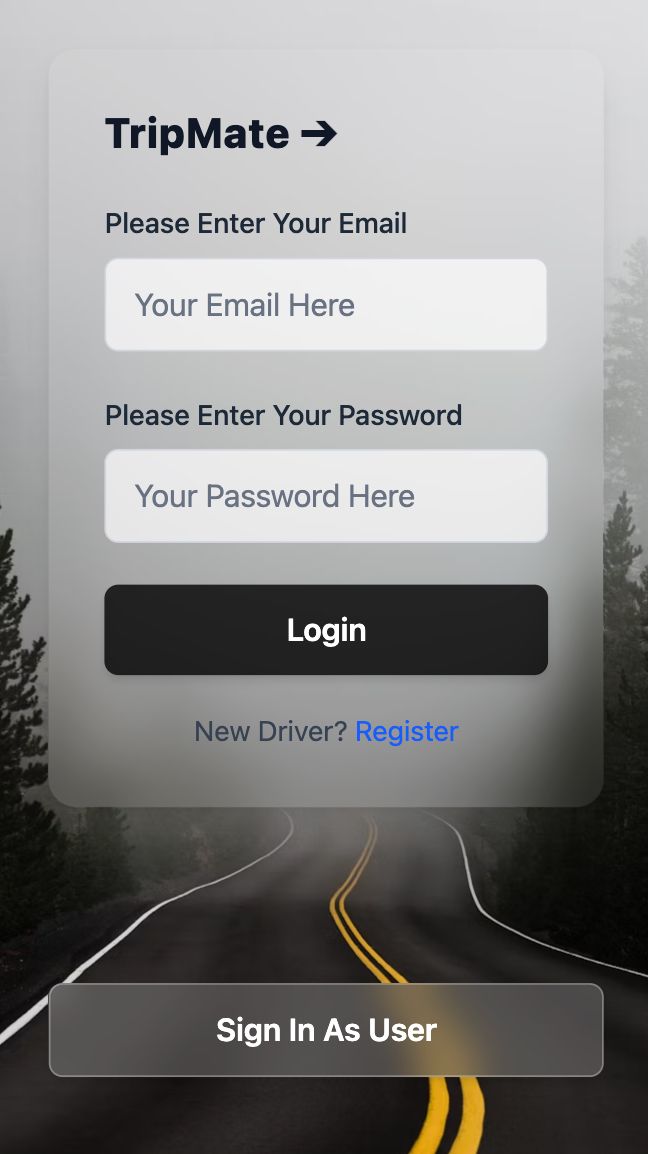 TripMate ➔
Please Enter Your Email
Your Email Here
Please Enter Your Password
Your Password Here
Login
New Driver? Register
Sign In As User